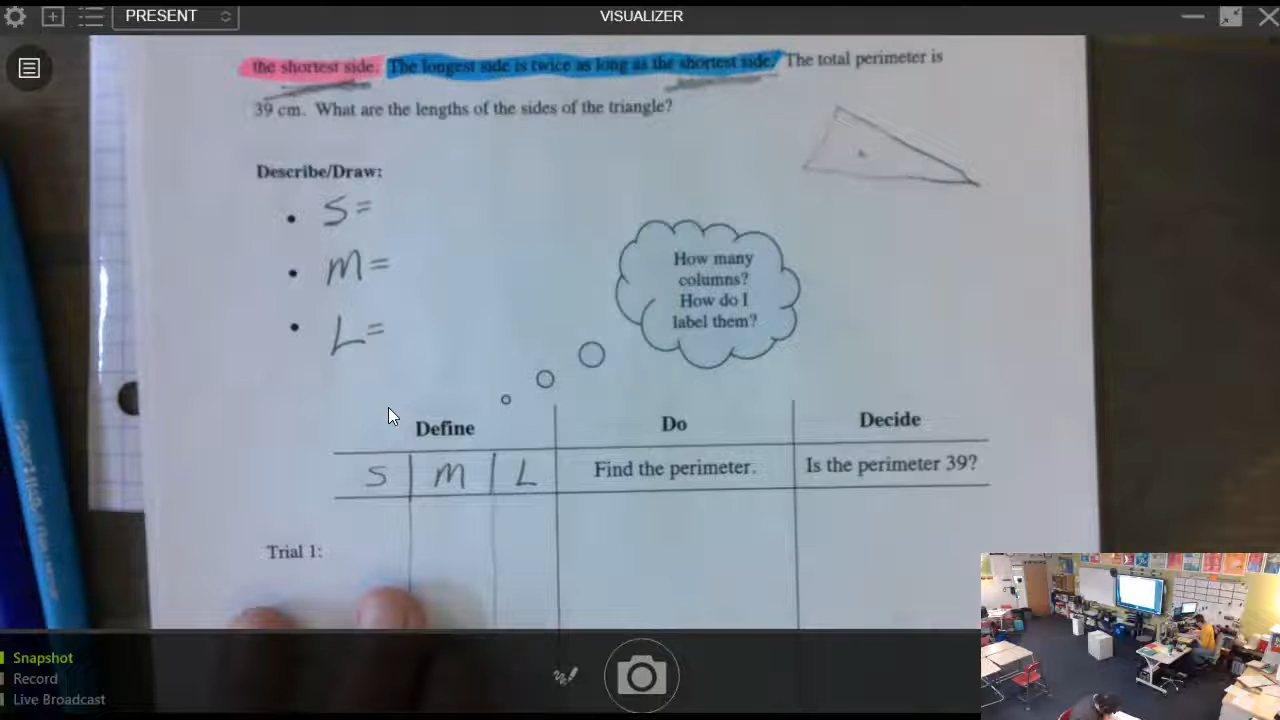 PRESENT
VISUALIZER
the shortest side. The longest side is twice as long as the shortest side. The total perimeter is
39 cm. What are the lengths of the sides of the triangle?
Describe/Draw:
• S=
• M=
• L=
How many
columns?
How do I
label them?
Define Do Decide
S M L Find the perimeter. Is the perimeter 39?
Trial 1:
Snapshot
Record
Live Broadcast